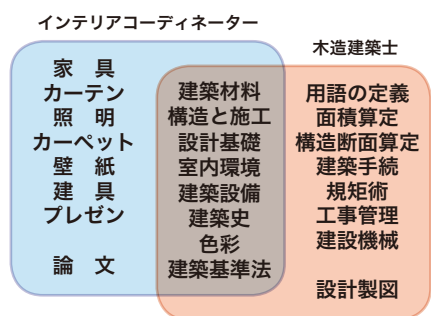 インテリアコーディネーター
木造建築士
家　具
カーテン
照　明
カーペット
壁　紙
建　具
プレゼン
論　文
建築材料
構造と施工
設計基礎
室内環境
建築設備
建築史
色彩
建築基準法
用語の定義
面積算定
構造断面算定
建築手続
規矩術
工事管理
建設機械
設計製図